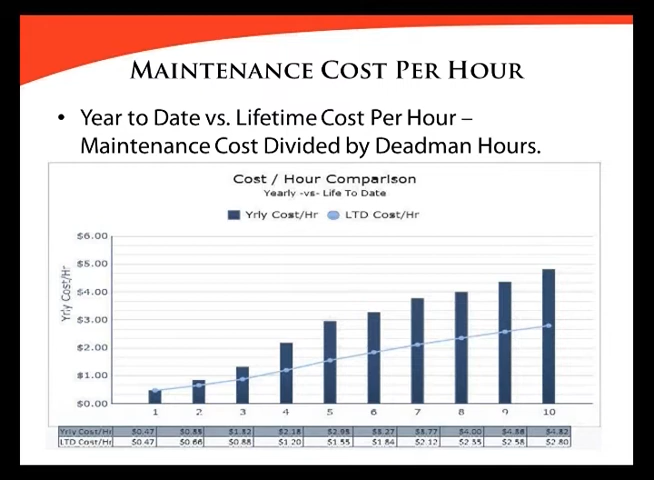 MAINTENANCE COST PER HOUR
• Year to Date vs. Lifetime Cost Per Hour –
Maintenance Cost Divided by Deadman Hours.
Cost / Hour Comparison
Yearly -vs- Life To Date
Yrly Cost/Hr LTD Cost/Hr
Yrly Cost/Hr
$6.00
$5.00
$4.00
$3.00
$2.00
$1.00
$0.00
1 2 3 4 5 6 7 8 9 10
Yrly Cost/Hr $0.47 $0.85 $1.32 $2.18 $2.95 $3.27 $3.77 $4.00 $4.82
LTD Cost/Hr $0.47 $0.66 $0.88 $1.20 $1.55 $1.84 $2.12 $2.35 $2.58 $2.80